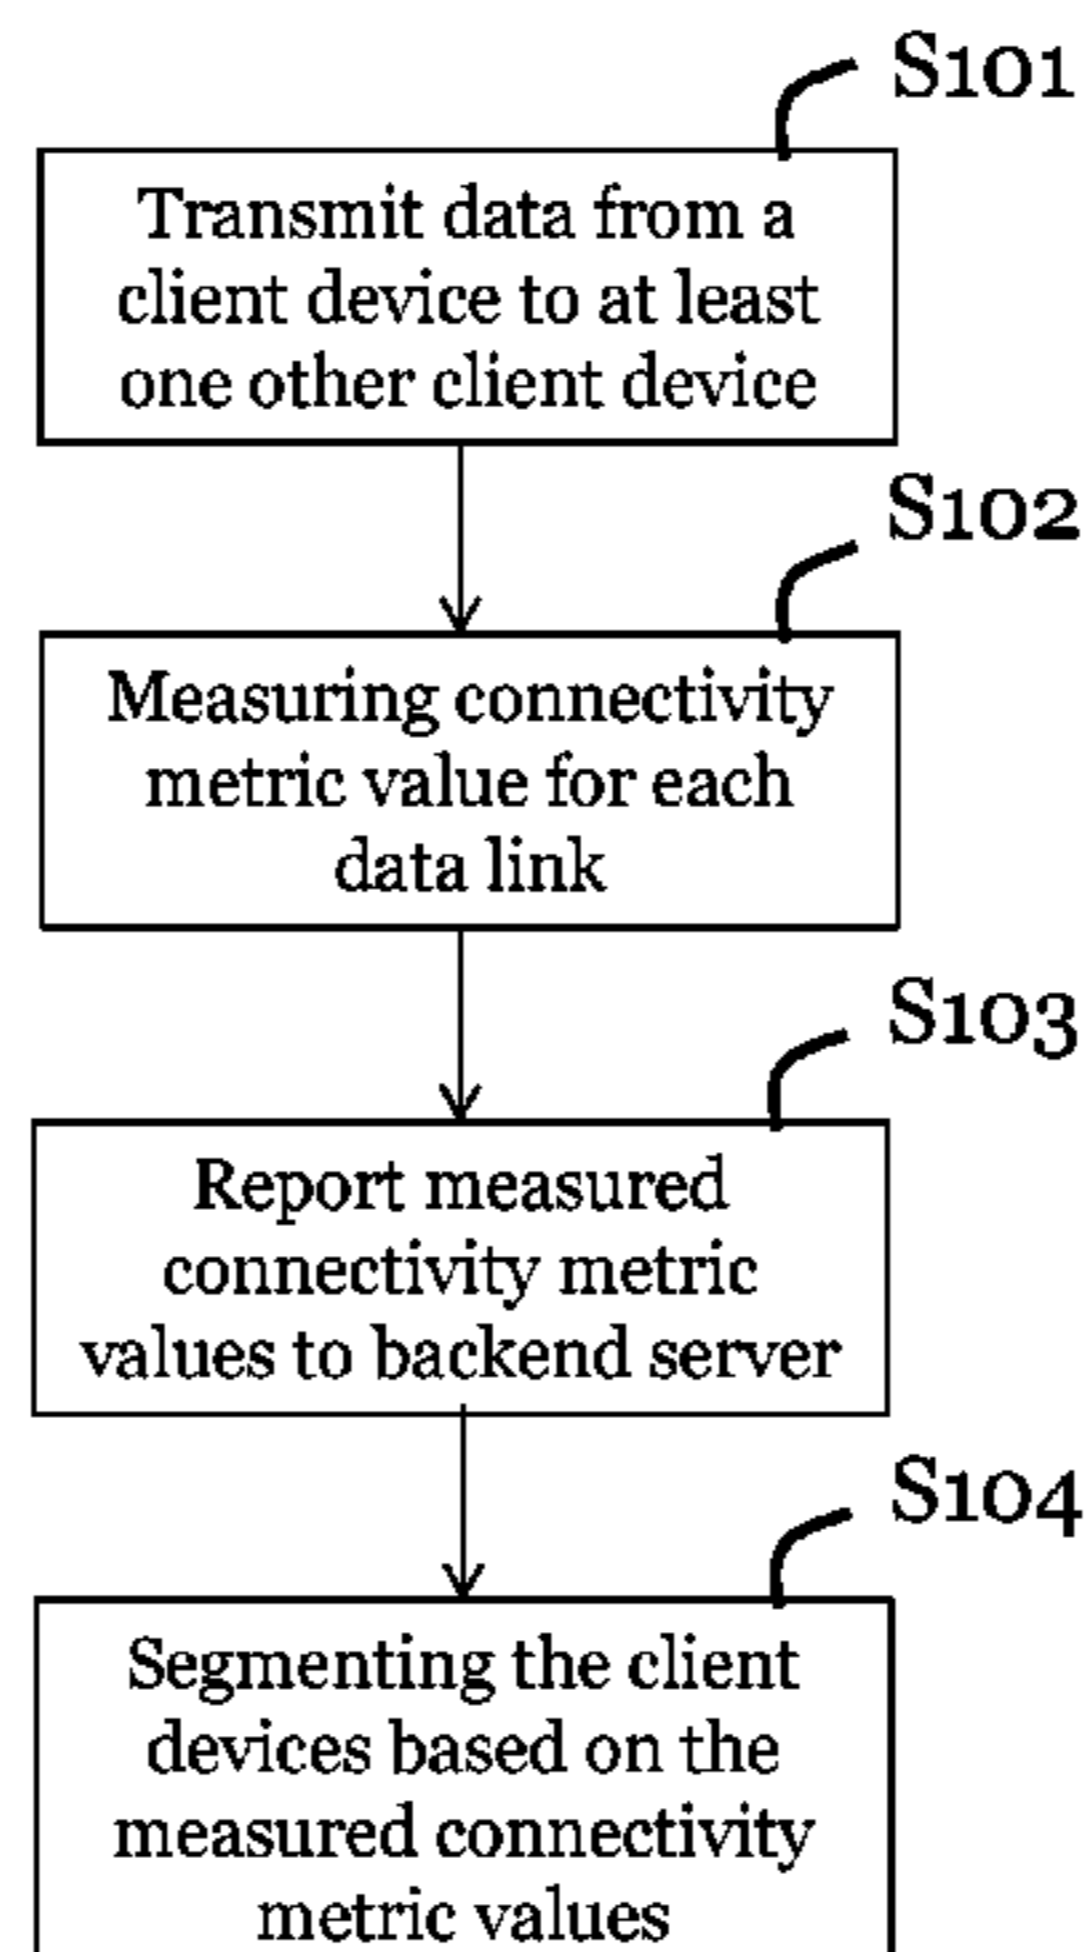 S101
Transmit data from a
client device to at least
one other client device
S102
Measuring connectivity
metric value for each
data link
S103
Report measured
connectivity metric
values to backend server
S104
Segmenting the client
devices based on the
measured connectivity
metric values